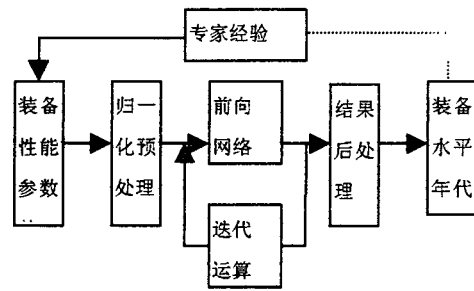 专家经验
装备
性能
参数
..
归一
化预
处理
前向
网络
迭代
运算
结果
后处
理
装备
水平
年代